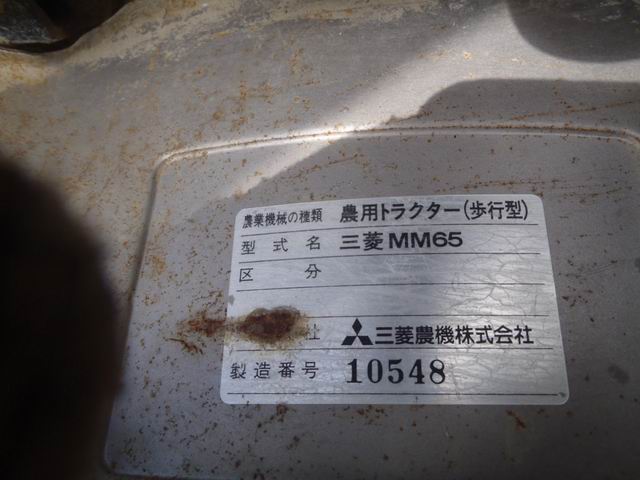 農業機械の種類 農用トラクター(歩行型)
型式名 三菱MM65
区分
社 三菱農機株式会社
製造番号 10548